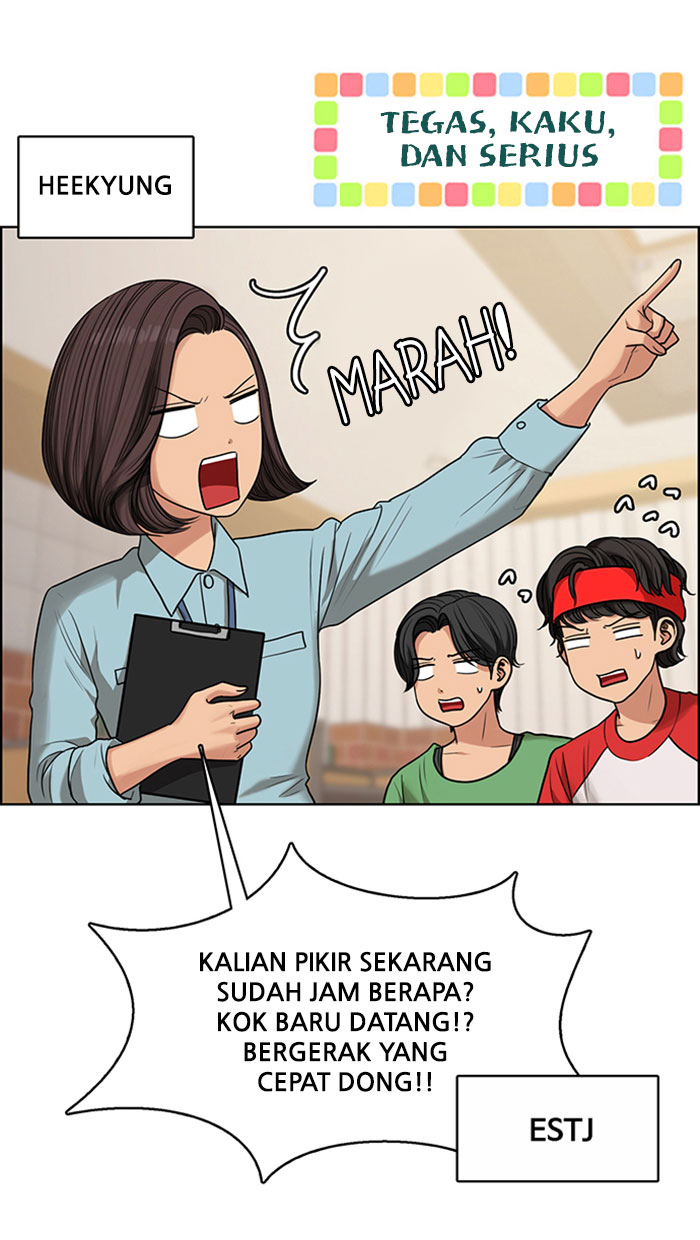 TEGAS, KAKU,
DAN SERIUS
HEEKYUNG
MARAH!
KALIAN PIKIR SEKARANG
SUDAH JAM BERAPA?
KOK BARU DATANG!?
BERGERAK YANG
CEPAT DONG!!
ESTJ